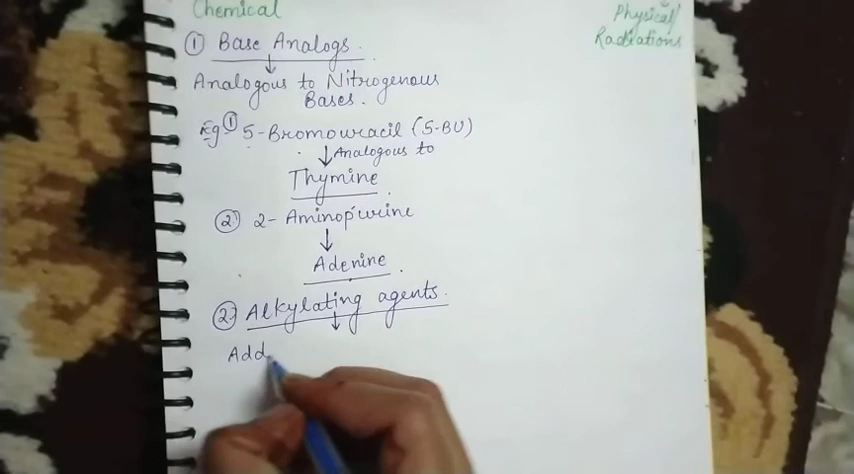 Chemical
Physical/
Radiations
① Base Analogs.
↓
Analogous to Nitrogenous
Bases.
Eg ① 5-Bromouracil (5-BU)
↓ Analogous to
Thymine.
② 2-Aminopurine
↓
Adenine.
② Alkylating agents.
↓
Add